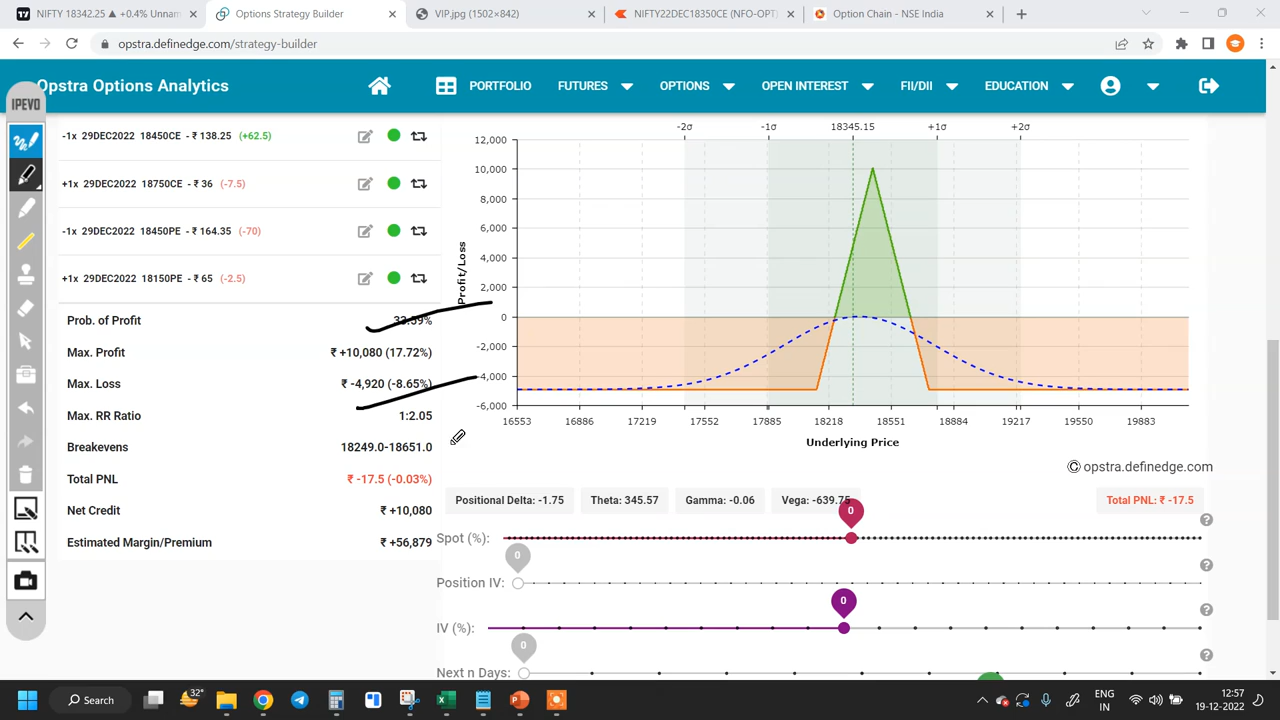 NIFTY 18342.25 ▲ +0.4% Unnam
Options Strategy Builder
VIP.jpg (1502×842)
NIFTY22DEC18350CE (NFO-OPT)
Option Chain - NSE India
opstra.definedge.com/strategy-builder
IPEVO
Opstra Options Analytics
PORTFOLIO
FUTURES
OPTIONS
OPEN INTEREST
FII/DII
EDUCATION
-1x 29DEC2022 18450CE - ₹ 138.25 (+62.5)
+1x 29DEC2022 18750CE - ₹ 36 (-7.5)
-1x 29DEC2022 18450PE - ₹ 164.35 (-70)
+1x 29DEC2022 18150PE - ₹ 65 (-2.5)
Prob. of Profit 33.59%
Max. Profit ₹ +10,080 (17.72%)
Max. Loss ₹ -4,920 (-8.65%)
Max. RR Ratio 1:2.05
Breakevens 18249.0-18651.0
Total PNL ₹ -17.5 (-0.03%)
Net Credit ₹ +10,080
Estimated Margin/Premium ₹ +56,879
-2σ -1σ 18345.15 +1σ +2σ
12,000
10,000
8,000
6,000
4,000
2,000
0
-2,000
-4,000
-6,000
Profit/Loss
16553 16886 17219 17552 17885 18218 18551 18884 19217 19550 19883
Underlying Price
© opstra.definedge.com
Positional Delta: -1.75 Theta: 345.57 Gamma: -0.06 Vega: -639.75 Total PNL: ₹ -17.5
0
Spot (%):
0
Position IV:
0
IV (%):
0
Next n Days:
32°
Search
ENG
IN
12:57
19-12-2022